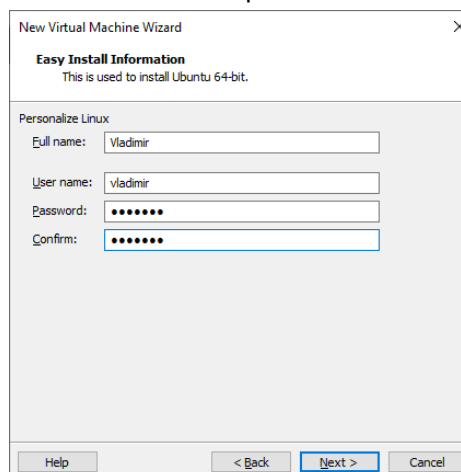 New Virtual Machine Wizard
Easy Install Information
This is used to install Ubuntu 64-bit.
Personalize Linux
Full name: Vladimir
User name: vladimir
Password: ●●●●●●●
Confirm: ●●●●●●●
Help < Back Next > Cancel